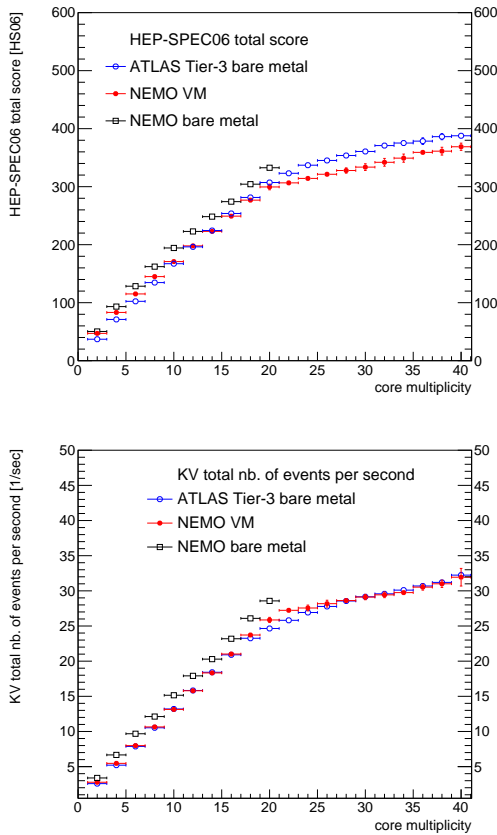 HEP-SPEC06 total score [HS06]
600
500
400
300
200
100
0
HEP-SPEC06 total score
ATLAS Tier-3 bare metal
NEMO VM
NEMO bare metal
600
500
400
300
200
100
0
0 5 10 15 20 25 30 35 40
core multiplicity
KV total nb. of events per second [1/sec]
50
45
40
35
30
25
20
15
10
5
KV total nb. of events per second
ATLAS Tier-3 bare metal
NEMO VM
NEMO bare metal
50
45
40
35
30
25
20
15
10
5
0 5 10 15 20 25 30 35 40
core multiplicity